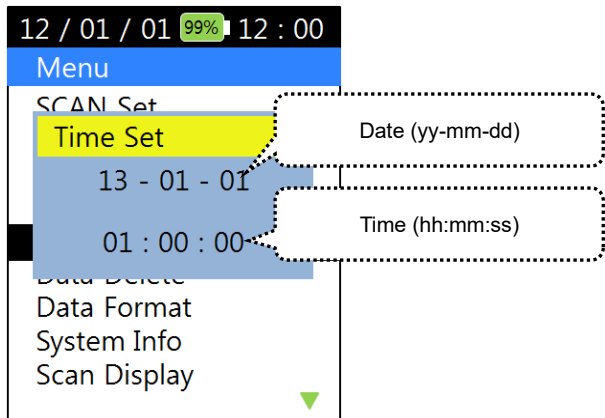 12 / 01 / 01 99% 12 : 00
Menu
SCAN Set
Time Set
Date (yy-mm-dd)
13 - 01 - 01
Time (hh:mm:ss)
01 : 00 : 00
Data Delete
Data Format
System Info
Scan Display